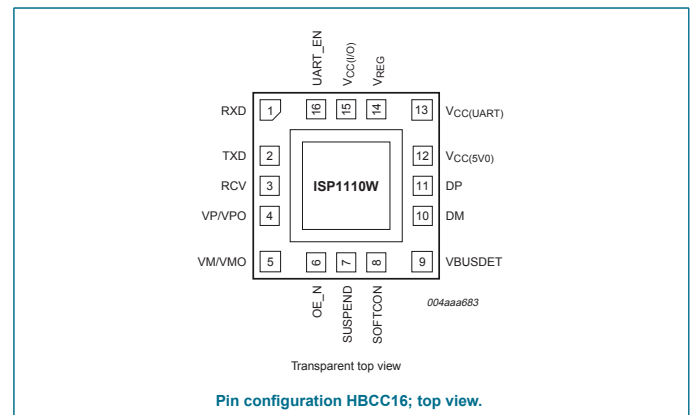 UART_EN
VCC(I/O)
VREG
16
15
14
RXD
1
13
VCC(UART)
TXD
2
12
VCC(5V0)
RCV
3
ISP1110W
11
DP
VP/VPO
4
10
DM
VM/VMO
5
9
VBUSDET
6
7
8
OE_N
SUSPEND
SOFTCON
004aaa683
Transparent top view
Pin configuration HBCC16; top view.